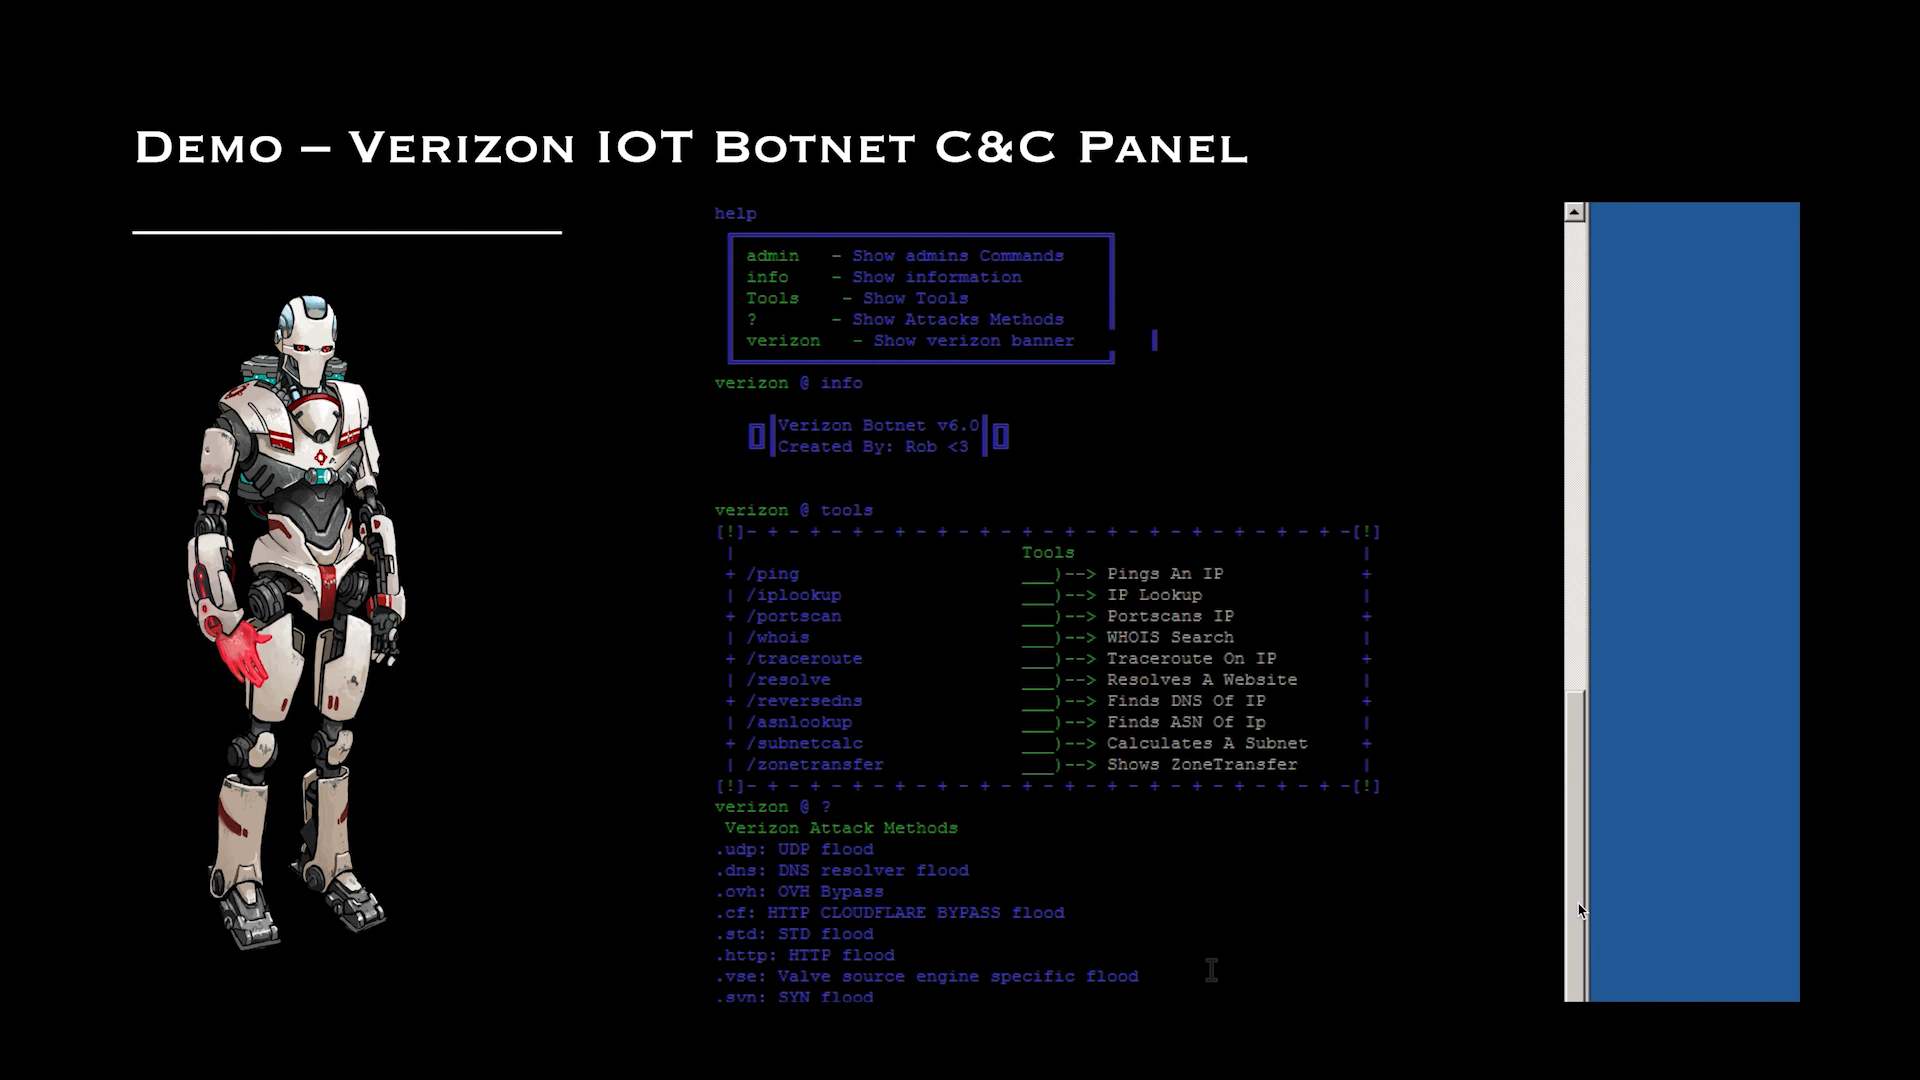 DEMO – VERIZON IOT BOTNET C&C PANEL
help
admin - Show admins Commands
info - Show information
Tools - Show Tools
? - Show Attacks Methods
verizon - Show verizon banner
verizon @ info
Verizon Botnet v6.0
Created By: Rob <3
verizon @ tools
[!]- + - + - + - + - + - + - + - + - + - + - + - + - + - + -[!]
| Tools |
+ /ping ___)--> Pings An IP +
| /iplookup ___)--> IP Lookup |
+ /portscan ___)--> Portscans IP +
| /whois ___)--> WHOIS Search |
+ /traceroute ___)--> Traceroute On IP +
| /resolve ___)--> Resolves A Website |
+ /reversedns ___)--> Finds DNS Of IP +
| /asnlookup ___)--> Finds ASN Of Ip |
+ /subnetcalc ___)--> Calculates A Subnet +
| /zonetransfer ___)--> Shows ZoneTransfer |
[!]- + - + - + - + - + - + - + - + - + - + - + - + - + - + -[!]
verizon @ ?
Verizon Attack Methods
.udp: UDP flood
.dns: DNS resolver flood
.ovh: OVH Bypass
.cf: HTTP CLOUDFLARE BYPASS flood
.std: STD flood
.http: HTTP flood
.vse: Valve source engine specific flood
.syn: SYN flood